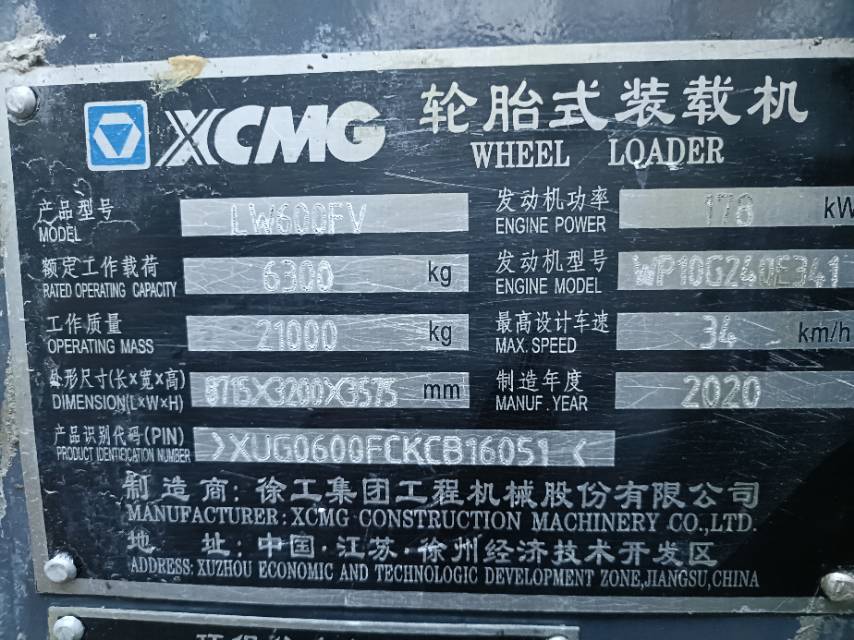 XCMG 轮胎式装载机
WHEEL LOADER
产品型号 LW600FV
MODEL
发动机功率 178 kW
ENGINE POWER
额定工作载荷 6300 kg
RATED OPERATING CAPACITY
发动机型号 WP10G240E341
ENGINE MODEL
工作质量 21000 kg
OPERATING MASS
最高设计车速 34 km/h
MAX. SPEED
外形尺寸(长×宽×高) 8715×3200×3575 mm
DIMENSION(L×W×H)
制造年度 2020
MANUF. YEAR
产品识别代码(PIN) >XUG0600FCKCB16051<
PRODUCT IDENTIFICATION NUMBER
制造商:徐工集团工程机械股份有限公司
MANUFACTURER:XCMG CONSTRUCTION MACHINERY CO.,LTD.
地 址:中国·江苏·徐州经济技术开发区
ADDRESS: XUZHOU ECONOMIC AND TECHNOLOGIC DEVELOPMENT ZONE,JIANGSU,CHINA